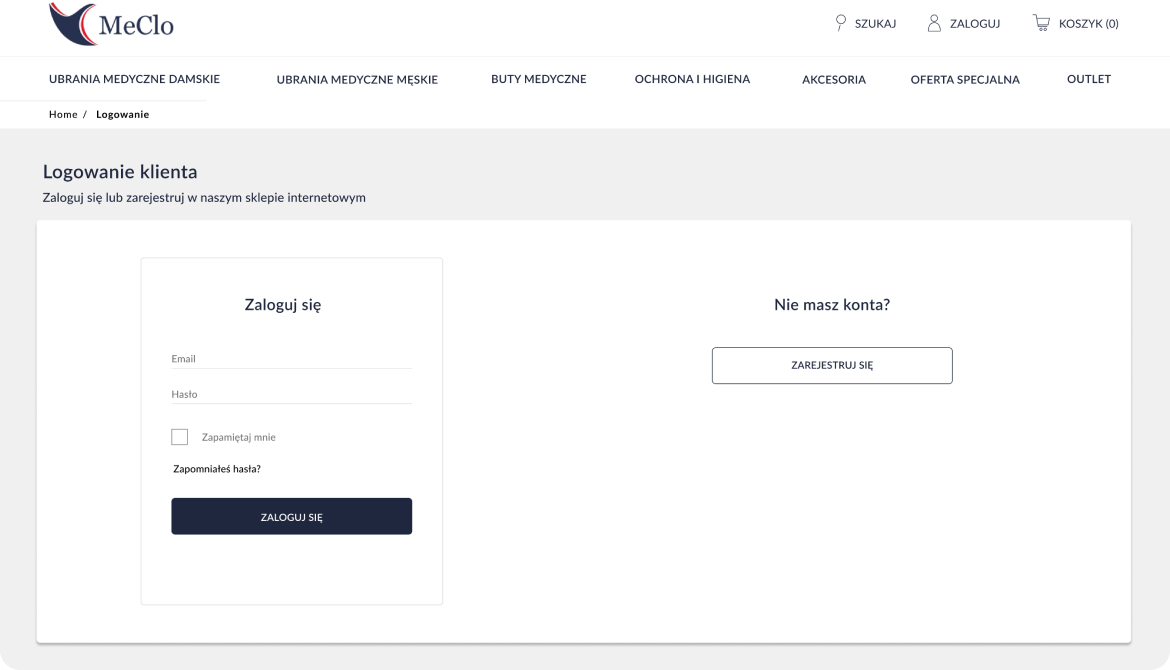 MeClo
SZUKAJ
ZALOGUJ
KOSZYK (0)
UBRANIA MEDYCZNE DAMSKIE
UBRANIA MEDYCZNE MĘSKIE
BUTY MEDYCZNE
OCHRONA I HIGIENA
AKCESORIA
OFERTA SPECJALNA
OUTLET
Home / Logowanie
Logowanie klienta
Zaloguj się lub zarejestruj w naszym sklepie internetowym
Zaloguj się
Email
Hasło
Zapamiętaj mnie
Zapomniałeś hasła?
ZALOGUJ SIĘ
Nie masz konta?
ZAREJESTRUJ SIĘ